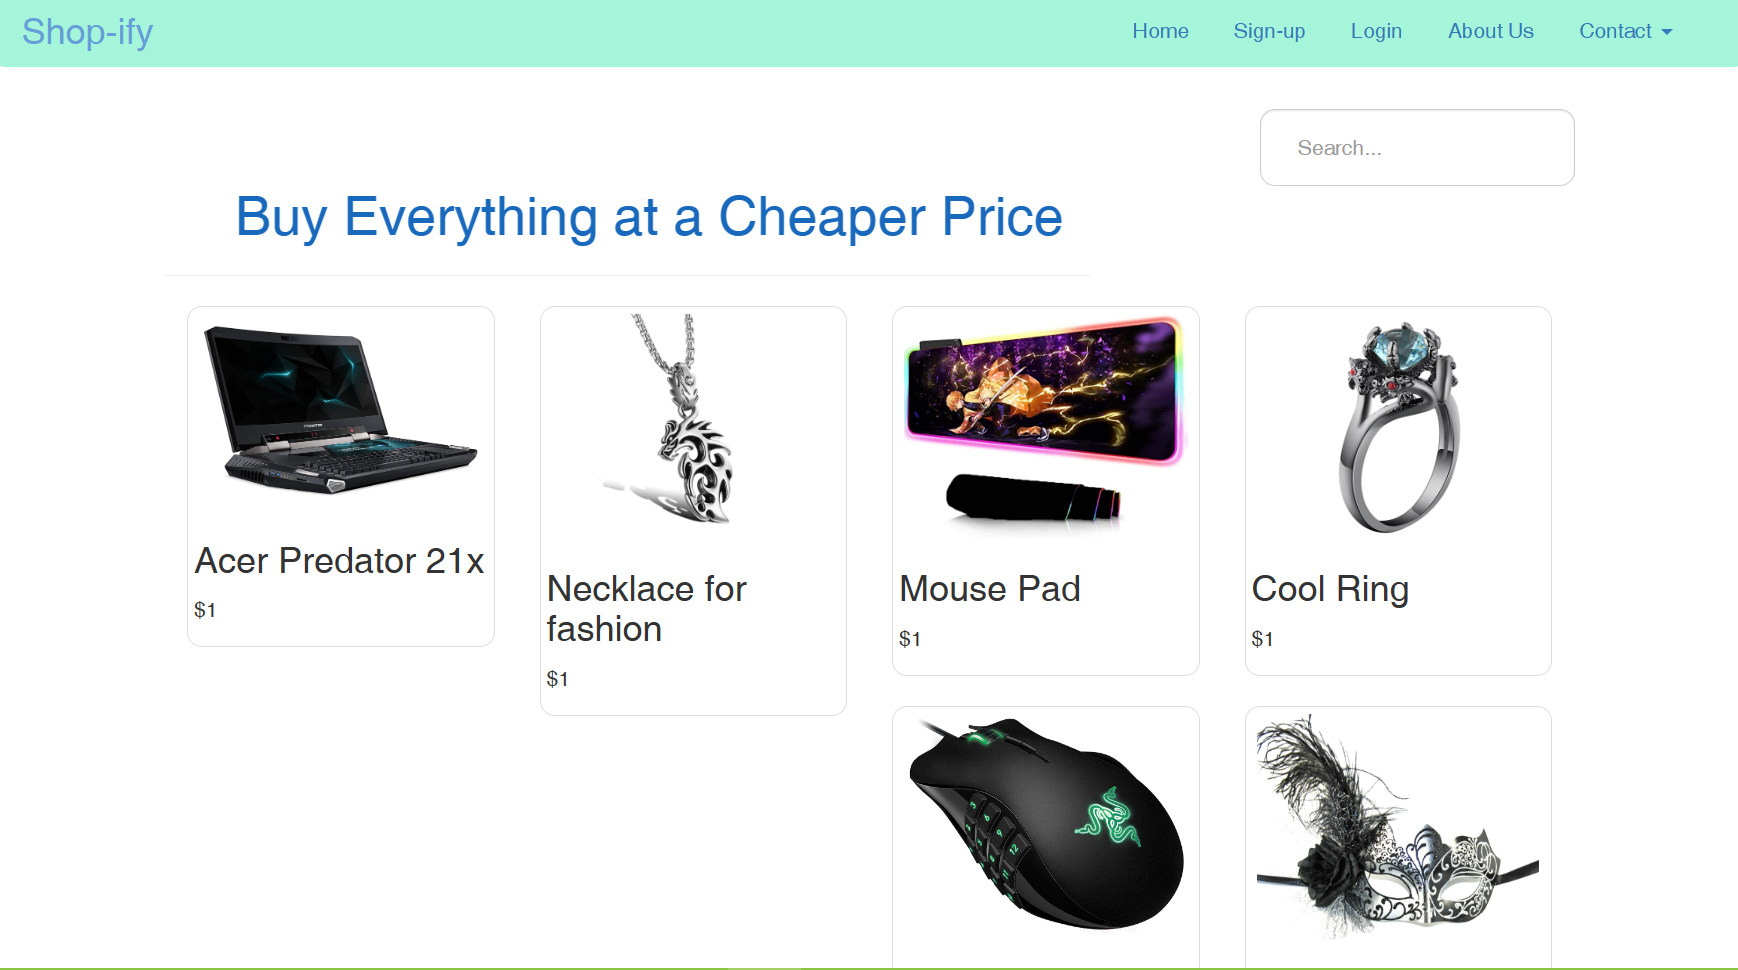 Shop-ify
Home Sign-up Login About Us Contact
Search...
Buy Everything at a Cheaper Price
Acer Predator 21x
$1
Necklace for
fashion
$1
Mouse Pad
$1
Cool Ring
$1